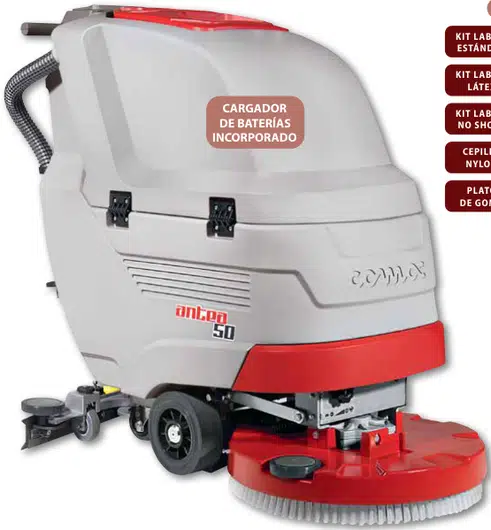 CARGADOR
DE BATERÍAS
INCORPORADO
COMAC
antea
50
KIT LAB
ESTÁND
KIT LAB
LÁTE
KIT LAB
NO SHO
CEPIL
NYLO
PLATO
DE GOM